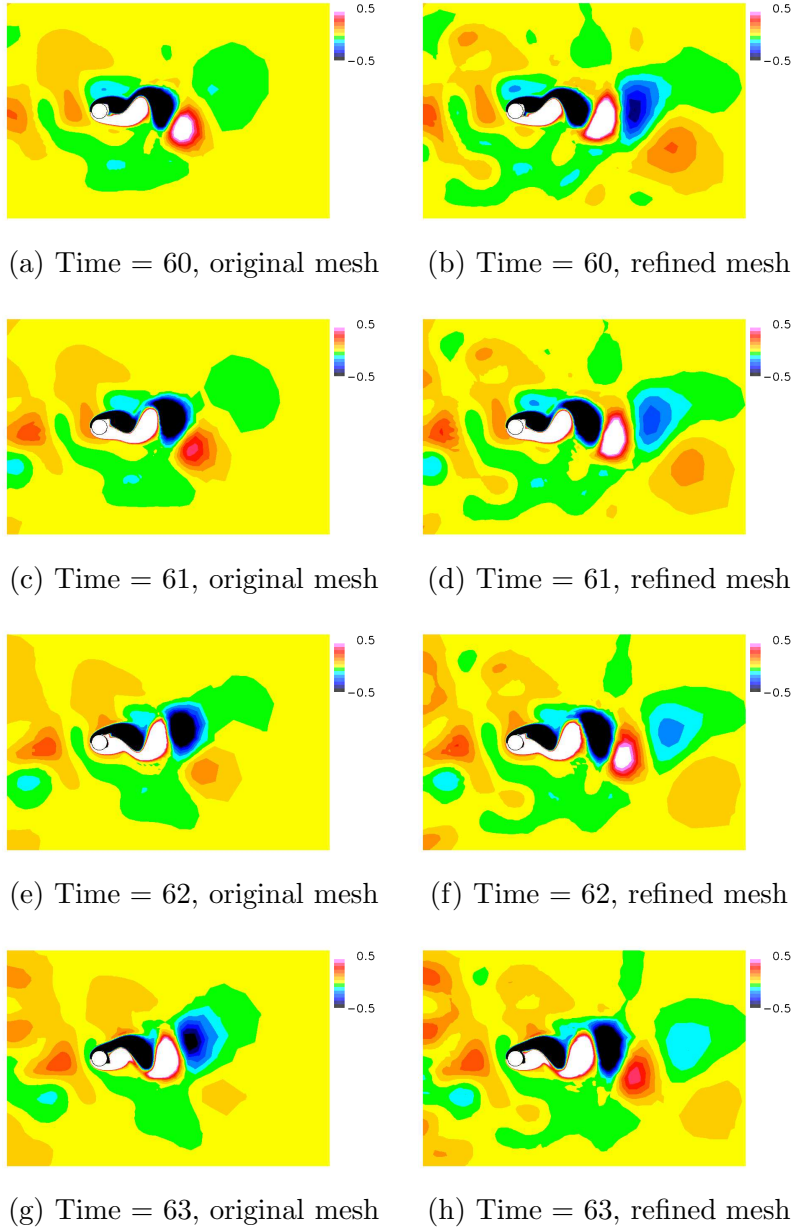 0.5
−0.5
0.5
−0.5
(a) Time = 60, original mesh
(b) Time = 60, refined mesh
0.5
−0.5
0.5
−0.5
(c) Time = 61, original mesh
(d) Time = 61, refined mesh
0.5
−0.5
0.5
−0.5
(e) Time = 62, original mesh
(f) Time = 62, refined mesh
0.5
−0.5
0.5
−0.5
(g) Time = 63, original mesh
(h) Time = 63, refined mesh